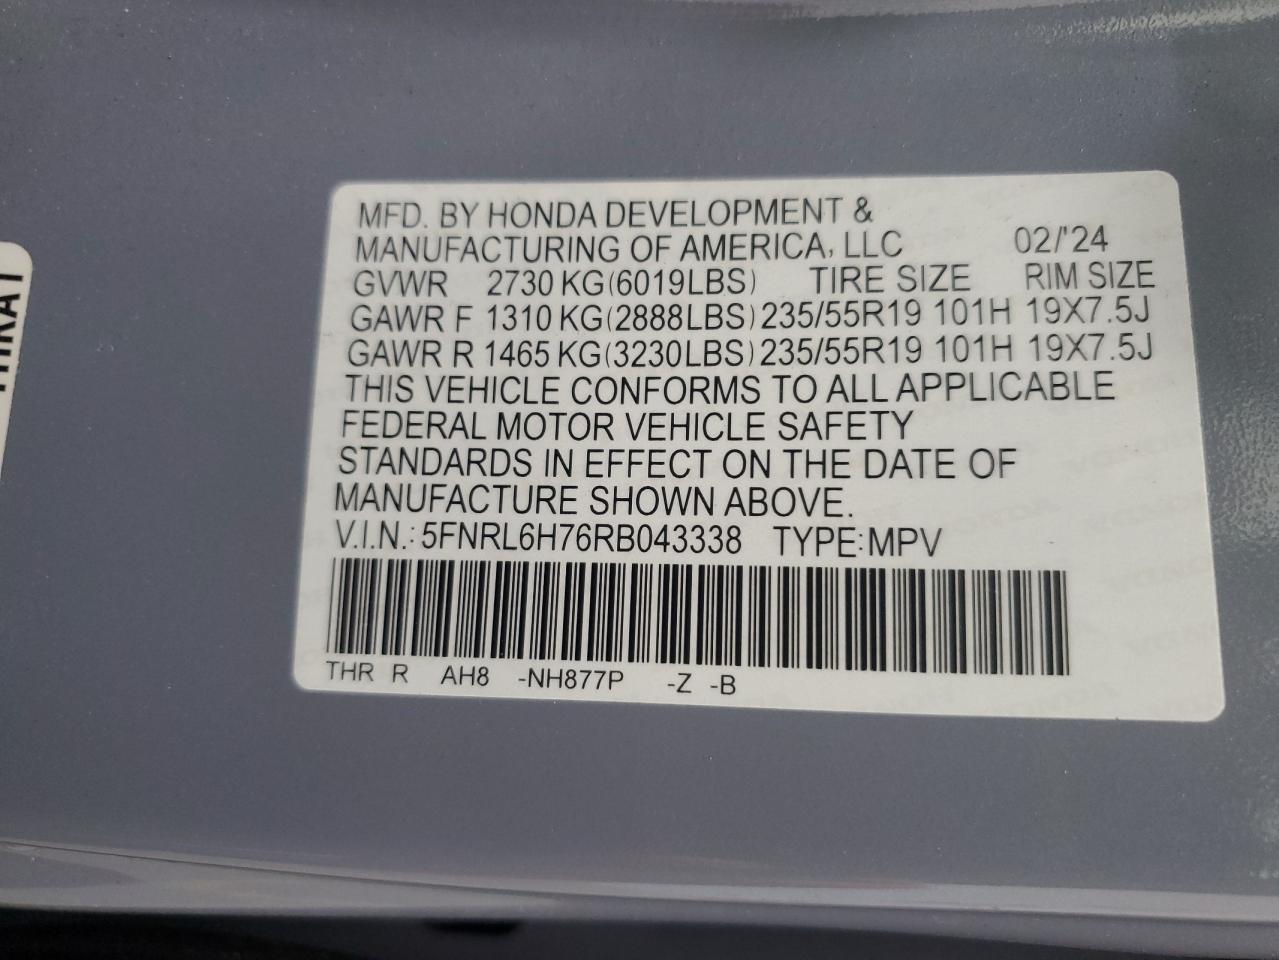 MFD. BY HONDA DEVELOPMENT &
MANUFACTURING OF AMERICA, LLC 02/'24
GVWR 2730 KG(6019LBS) TIRE SIZE RIM SIZE
GAWR F 1310 KG(2888LBS) 235/55R19 101H 19X7.5J
GAWR R 1465 KG(3230LBS) 235/55R19 101H 19X7.5J
THIS VEHICLE CONFORMS TO ALL APPLICABLE
FEDERAL MOTOR VEHICLE SAFETY
STANDARDS IN EFFECT ON THE DATE OF
MANUFACTURE SHOWN ABOVE.
V.I.N.: 5FNRL6H76RB043338 TYPE:MPV
THR R AH8 -NH877P -Z -B